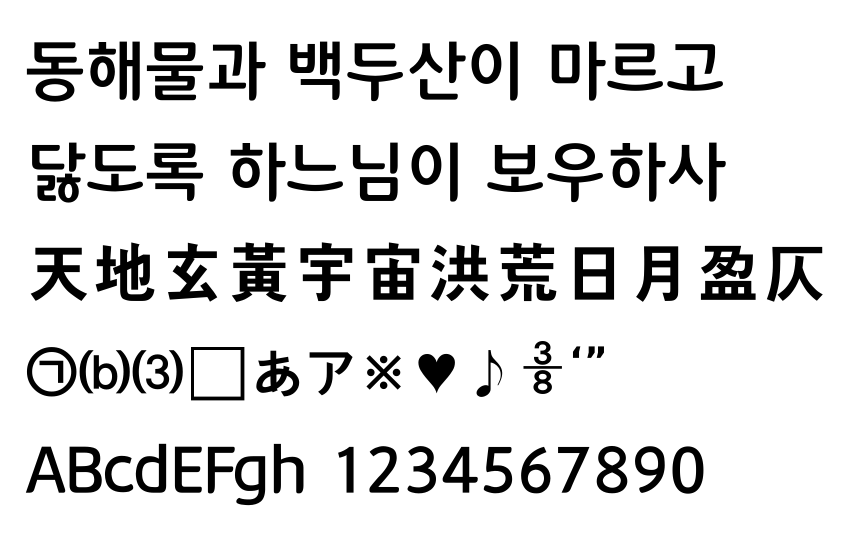 동해물과 백두산이 마르고
닳도록 하느님이 보우하사
天地玄黃宇宙洪荒日月盈仄
㉠⒝⑶□あア※♥♪⅜‘”
ABcdEFgh 1234567890